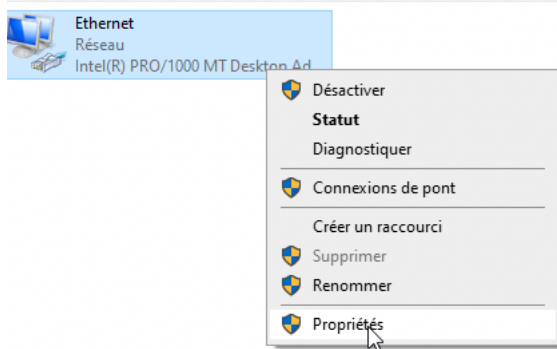 Ethernet
Réseau
Intel(R) PRO/1000 MT Desktop Ad
Désactiver
Statut
Diagnostiquer
Connexions de pont
Créer un raccourci
Supprimer
Renommer
Propriétés